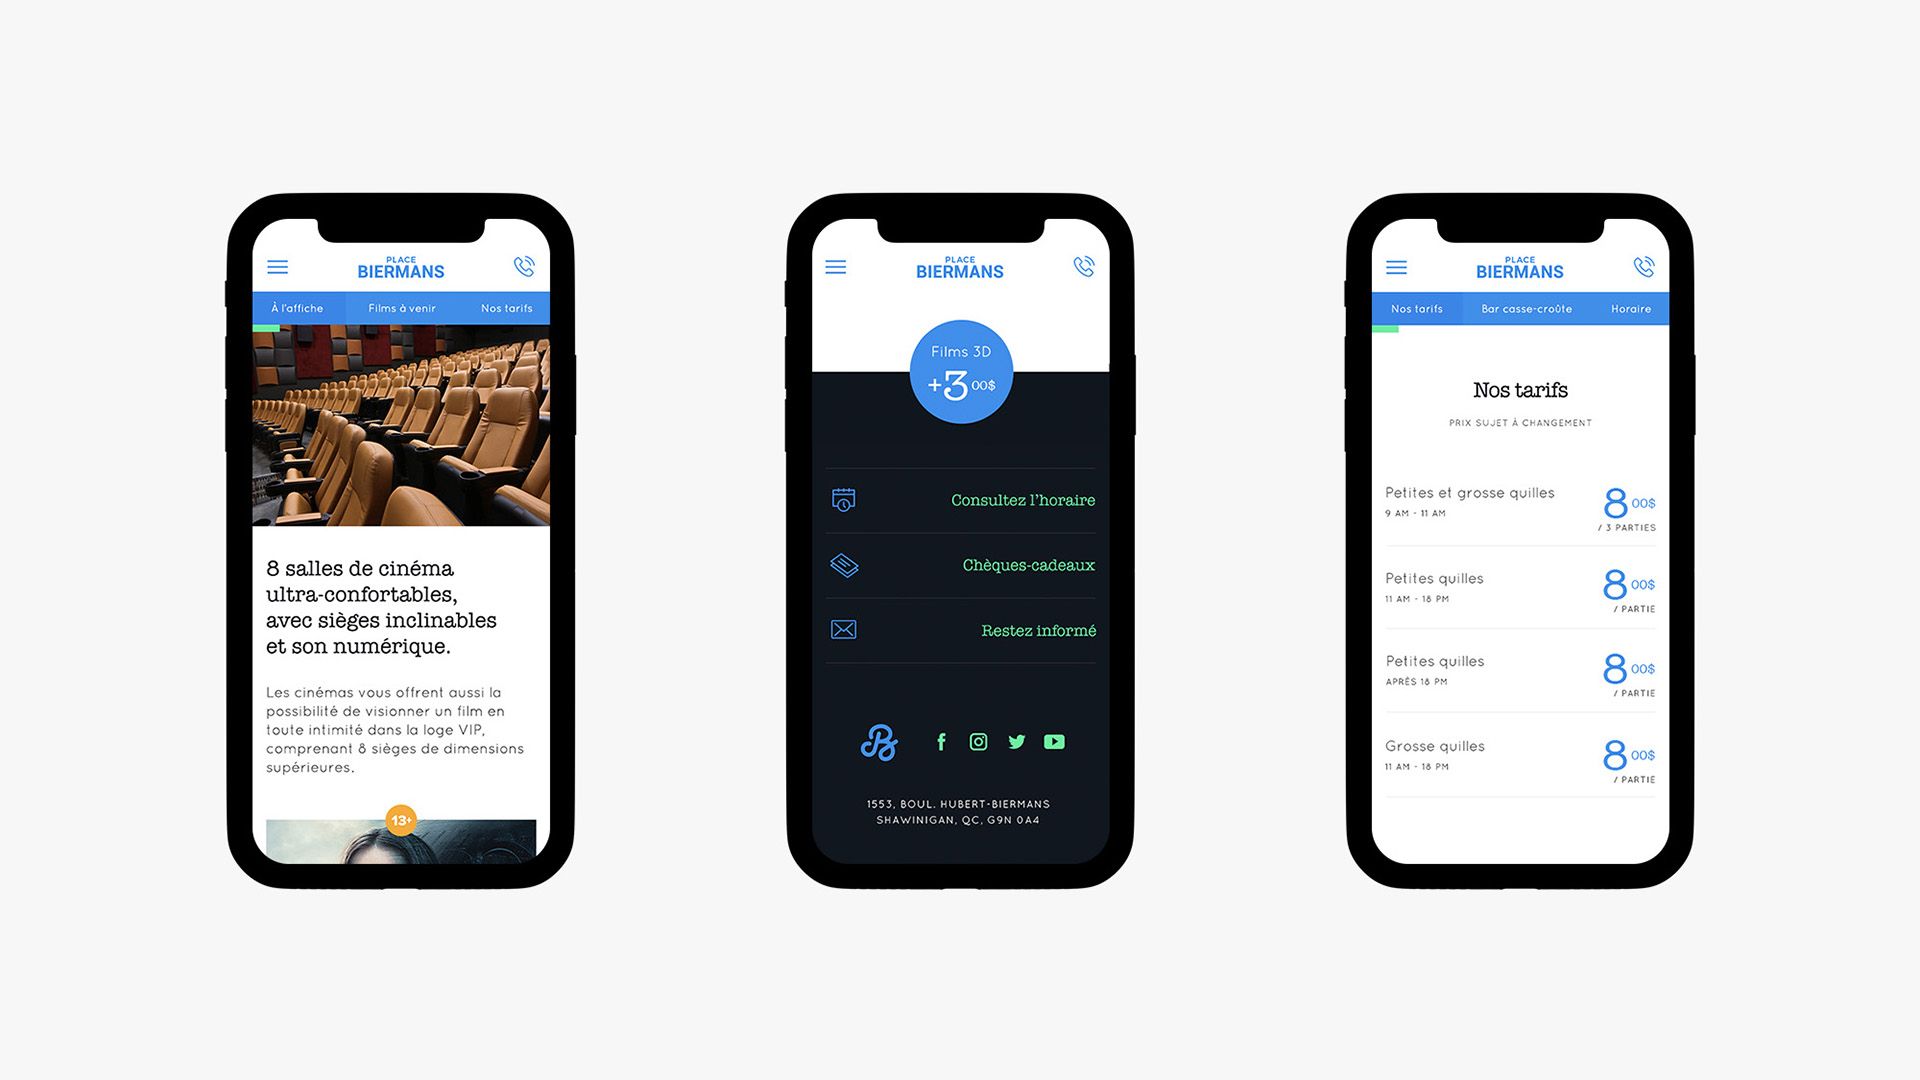 PLACE
BIERMANS
À l'affiche
Films à venir
Nos tarifs
8 salles de cinéma
ultra-confortables,
avec sièges inclinables
et son numérique.
Les cinémas vous offrent aussi la
possibilité de visionner un film en
toute intimité dans la loge VIP,
comprenant 8 sièges de dimensions
supérieures.
13+
PLACE
BIERMANS
Films 3D
+3 00$
Consultez l'horaire
Chèques-cadeaux
Restez informé
B
1553, BOUL. HUBERT-BIERMANS
SHAWINIGAN, QC, G9N 0A4
PLACE
BIERMANS
Nos tarifs
Bar casse-croûte
Horaire
Nos tarifs
PRIX SUJET À CHANGEMENT
Petites et grosse quilles
9 AM - 11 AM
8 00$
/ 3 PARTIES
Petites quilles
11 AM - 18 PM
8 00$
/ PARTIE
Petites quilles
APRÈS 18 PM
8 00$
/ PARTIE
Grosse quilles
11 AM - 18 PM
8 00$
/ PARTIE